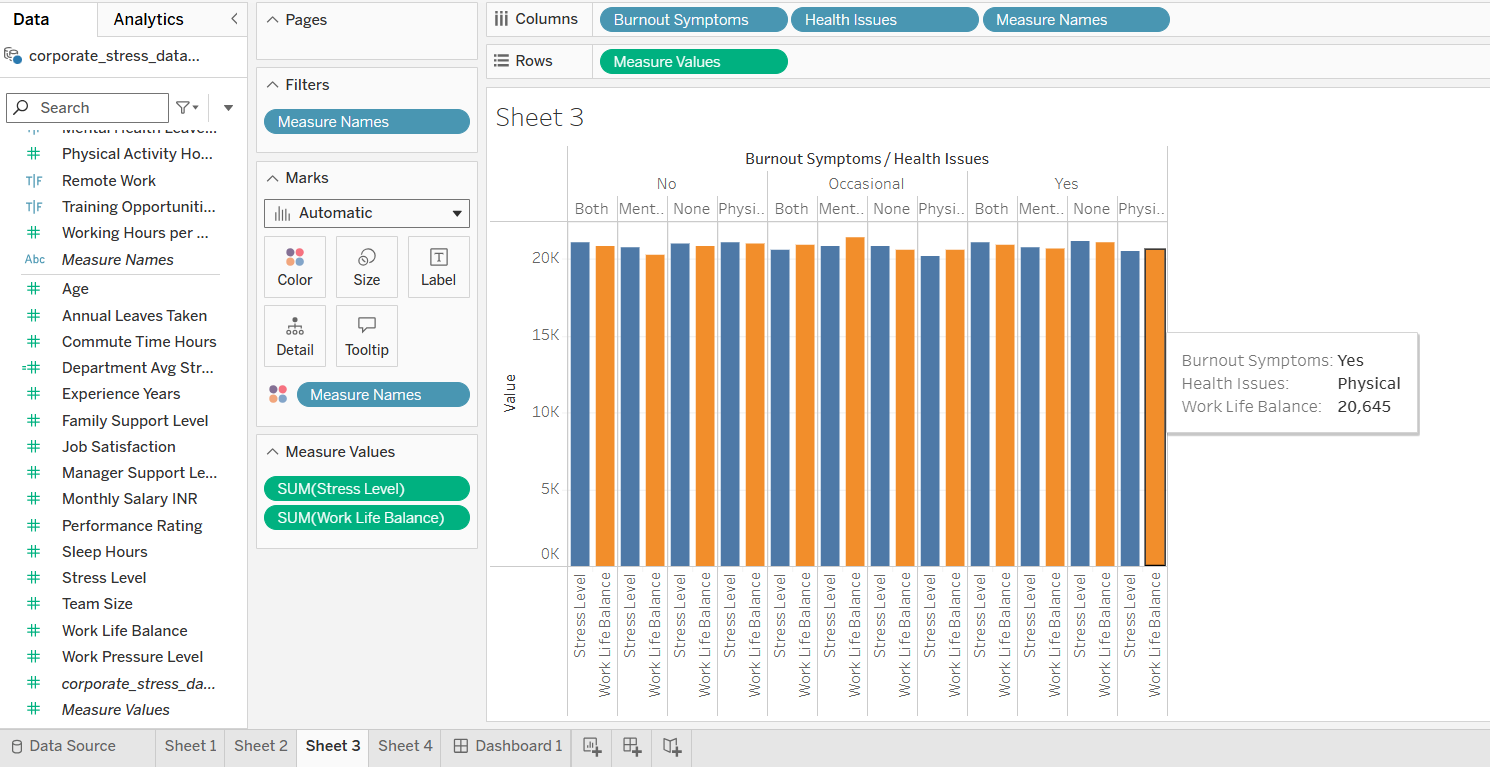 Data
Analytics
corporate_stress_data...
Search
Mental Health Leave...
Physical Activity Ho...
T|F Remote Work
T|F Training Opportuniti...
Working Hours per ...
Abc Measure Names
Age
Annual Leaves Taken
Commute Time Hours
Department Avg Str...
Experience Years
Family Support Level
Job Satisfaction
Manager Support Le...
Monthly Salary INR
Performance Rating
Sleep Hours
Stress Level
Team Size
Work Life Balance
Work Pressure Level
corporate_stress_da...
Measure Values
Pages
Filters
Measure Names
Marks
Automatic
Color
Size
Label
Detail
Tooltip
Measure Names
Measure Values
SUM(Stress Level)
SUM(Work Life Balance)
Columns
Burnout Symptoms
Health Issues
Measure Names
Rows
Measure Values
Sheet 3
Burnout Symptoms / Health Issues
No Occasional Yes
Both Ment.. None Physi.. Both Ment.. None Physi.. Both Ment.. None Physi..
20K
15K
10K
5K
0K
Value
Stress Level
Work Life Balance
Stress Level
Work Life Balance
Stress Level
Work Life Balance
Stress Level
Work Life Balance
Stress Level
Work Life Balance
Stress Level
Work Life Balance
Stress Level
Work Life Balance
Stress Level
Work Life Balance
Stress Level
Work Life Balance
Stress Level
Work Life Balance
Stress Level
Work Life Balance
Stress Level
Work Life Balance
Burnout Symptoms: Yes
Health Issues: Physical
Work Life Balance: 20,645
Data Source
Sheet 1
Sheet 2
Sheet 3
Sheet 4
Dashboard 1